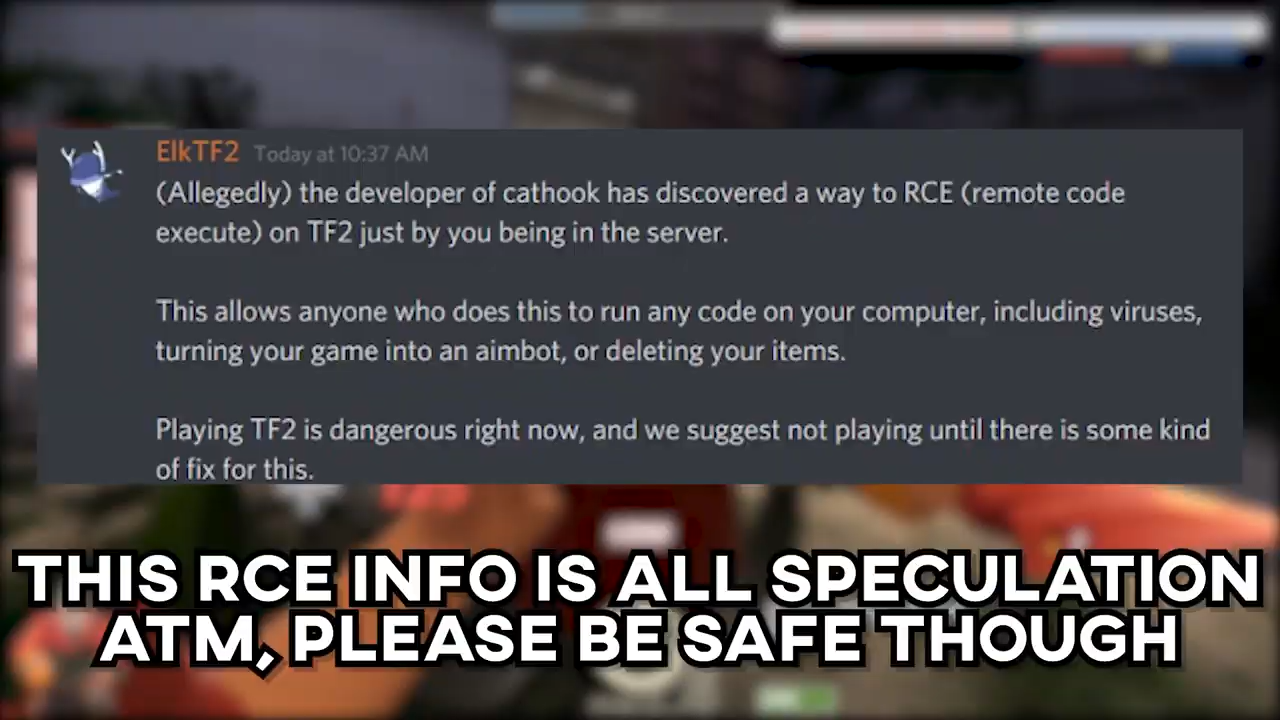 ElkTF2 Today at 10:37 AM
(Allegedly) the developer of cathook has discovered a way to RCE (remote code
execute) on TF2 just by you being in the server.
This allows anyone who does this to run any code on your computer, including viruses,
turning your game into an aimbot, or deleting your items.
Playing TF2 is dangerous right now, and we suggest not playing until there is some kind
of fix for this.
THIS RCE INFO IS ALL SPECULATION
ATM, PLEASE BE SAFE THOUGH